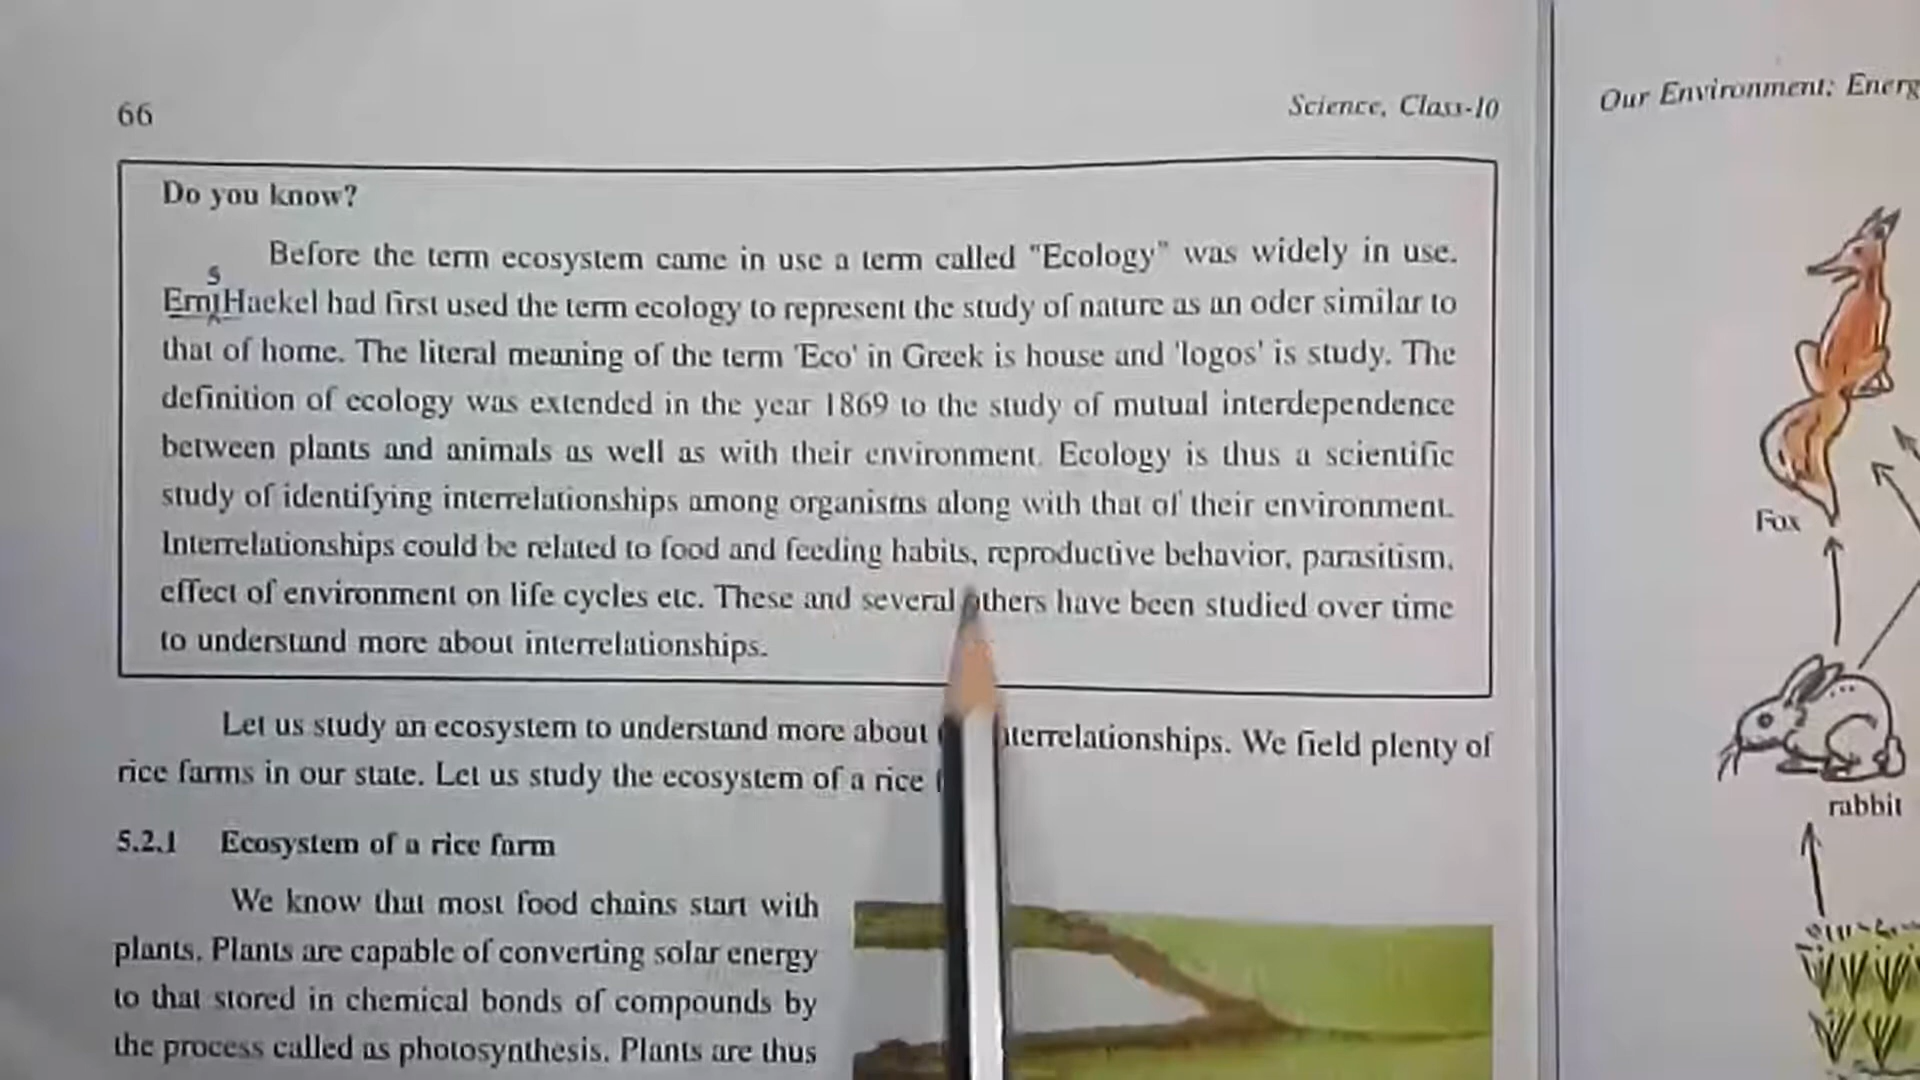 66
Science, Class-10
Do you know?
Before the term ecosystem came in use a term called "Ecology" was widely in use.
s
Ernt Haekel had first used the term ecology to represent the study of nature as an oder similar to
that of home. The literal meaning of the term 'Eco' in Greek is house and 'logos' is study. The
definition of ecology was extended in the year 1869 to the study of mutual interdependence
between plants and animals as well as with their environment. Ecology is thus a scientific
study of identifying interrelationships among organisms along with that of their environment.
Interrelationships could be related to food and feeding habits, reproductive behavior, parasitism,
effect of environment on life cycles etc. These and several others have been studied over time
to understand more about interrelationships.
Let us study an ecosystem to understand more about interrelationships. We field plenty of
rice farms in our state. Let us study the ecosystem of a rice
5.2.1 Ecosystem of a rice farm
We know that most food chains start with
plants. Plants are capable of converting solar energy
to that stored in chemical bonds of compounds by
the process called as photosynthesis. Plants are thus
Our Environment: Energ
Fox
rabbit